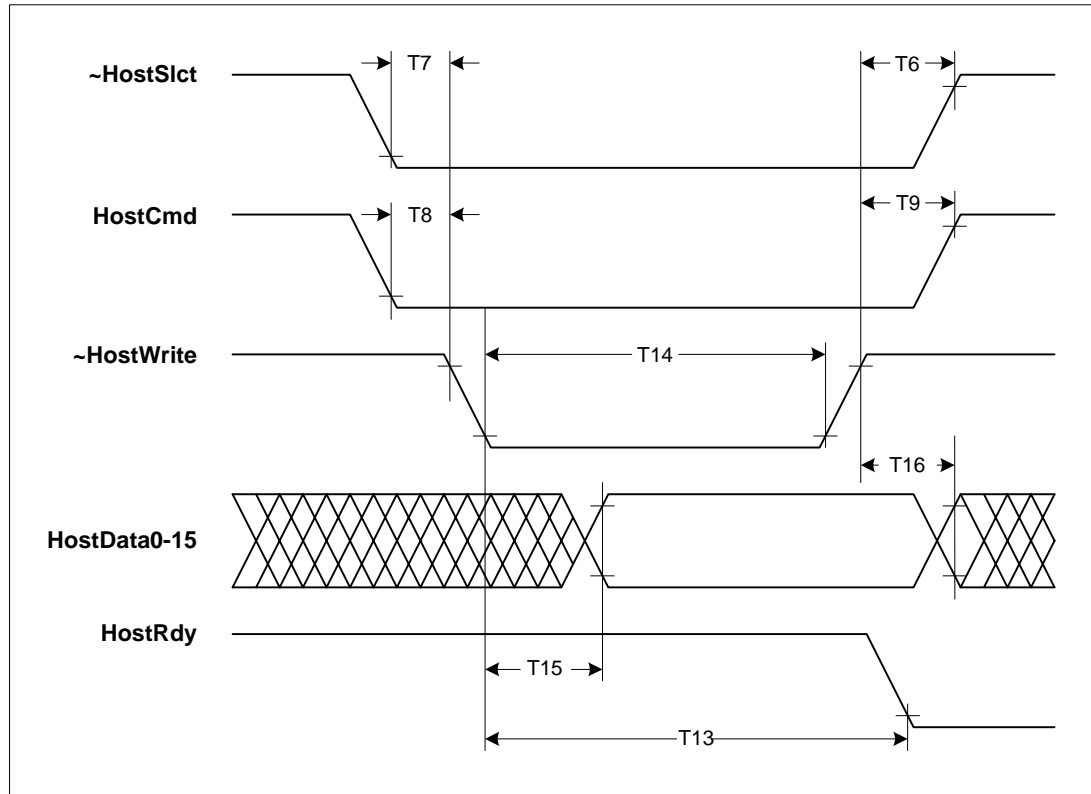 ~HostSlct
T7
T6
HostCmd
T8
T9
~HostWrite
T14
T16
HostData0-15
HostRdy
T15
T13